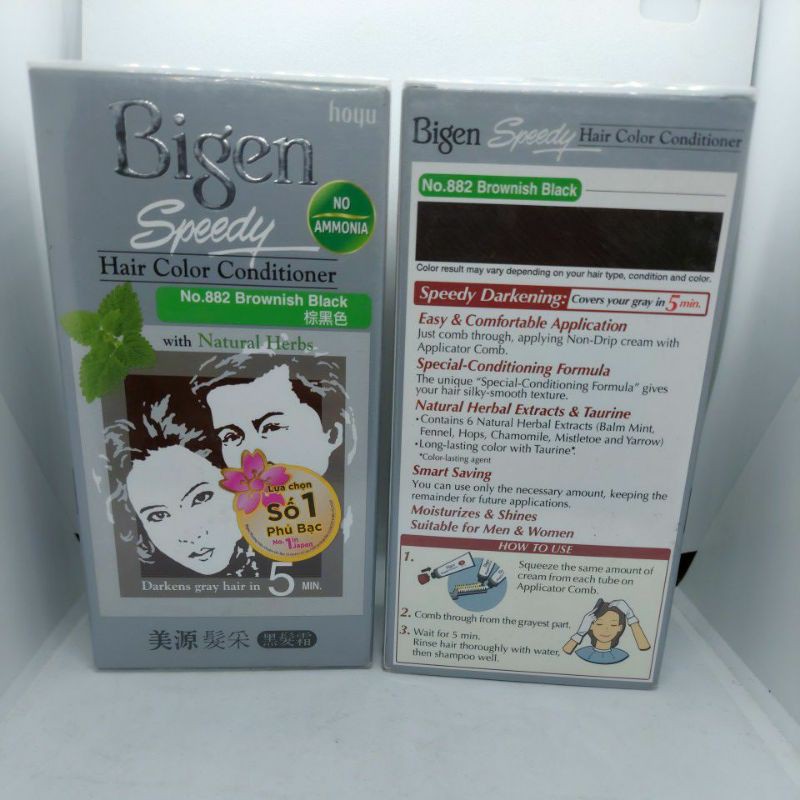 hoyu
Bigen
Speedy
NO
AMMONIA
Hair Color Conditioner
No.882 Brownish Black
棕黑色
with Natural Herbs
Lựa chọn
Số 1
Phủ Bạc
No.1 in Japan
Darkens gray hair in 5 MIN.
美源髮采 黑髮霜
Bigen Speedy Hair Color Conditioner
No.882 Brownish Black
Color result may vary depending on your hair type, condition and color.
Speedy Darkening: Covers your gray in 5 min.
Easy & Comfortable Application
Just comb through, applying Non-Drip cream with
Applicator Comb.
Special-Conditioning Formula
The unique “Special-Conditioning Formula” gives
your hair silky-smooth texture.
Natural Herbal Extracts & Taurine
•Contains 6 Natural Herbal Extracts (Balm Mint,
Fennel, Hops, Chamomile, Mistletoe and Yarrow)
•Long-lasting color with Taurine*.
*Color-lasting agent
Smart Saving
You can use only the necessary amount, keeping the
remainder for future applications.
Moisturizes & Shines
Suitable for Men & Women
HOW TO USE
1. Squeeze the same amount of
cream from each tube on
Applicator Comb.
2. Comb through from the grayest part.
3. Wait for 5 min.
Rinse hair thoroughly with water,
then shampoo well.